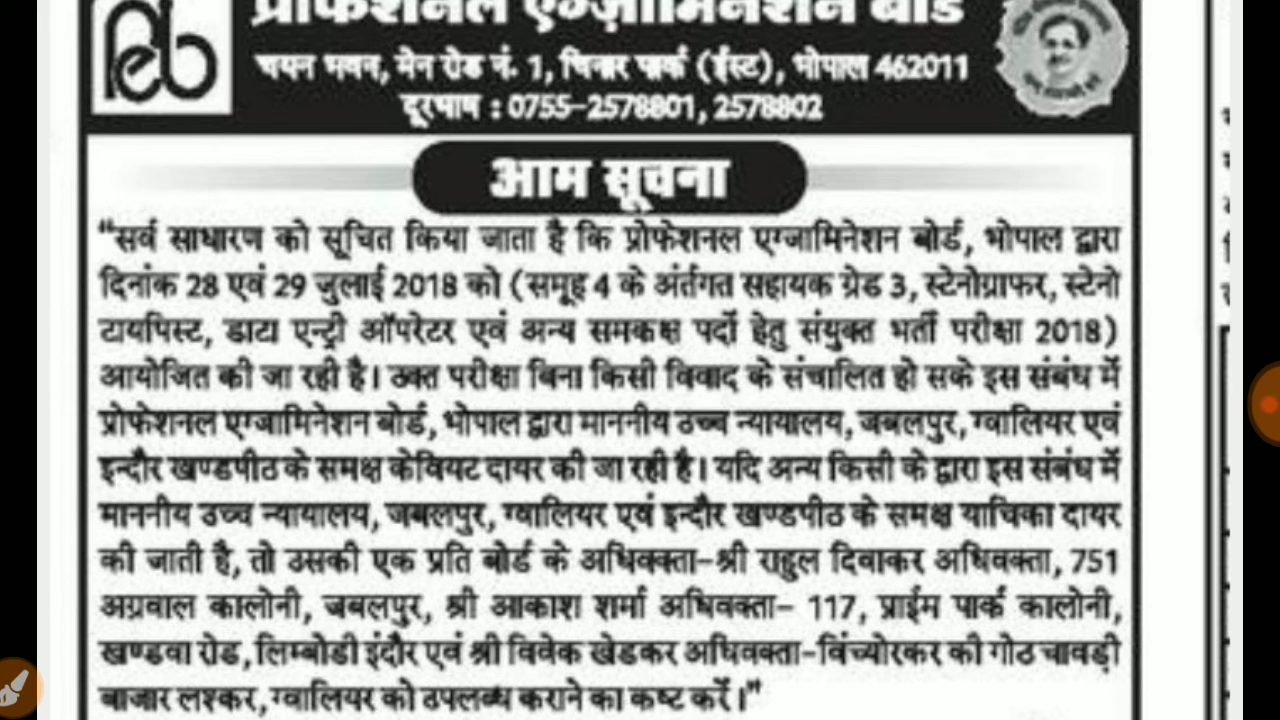 peb
प्रोफेशनल एग्ज़ामिनेशन बोर्ड
चयन भवन, मेन रोड नं. 1, चिनार पार्क (ईस्ट), भोपाल 462011
दूरभाष : 0755-2578801, 2578802
आम सूचना
"सर्व साधारण को सूचित किया जाता है कि प्रोफेशनल एग्जामिनेशन बोर्ड, भोपाल द्वारा
दिनांक 28 एवं 29 जुलाई 2018 को (समूह 4 के अंर्तगत सहायक ग्रेड 3, स्टेनोग्राफर, स्टेनो
टायपिस्ट, डाटा एन्ट्री ऑपरेटर एवं अन्य समकक्ष पदों हेतु संयुक्त भर्ती परीक्षा 2018)
आयोजित की जा रही है। उक्त परीक्षा बिना किसी विवाद के संचालित हो सके इस संबंध में
प्रोफेशनल एग्जामिनेशन बोर्ड, भोपाल द्वारा माननीय उच्च न्यायालय, जबलपुर, ग्वालियर एवं
इन्दौर खण्डपीठ के समक्ष केवियट दायर की जा रही है। यदि अन्य किसी के द्वारा इस संबंध में
माननीय उच्च न्यायालय, जबलपुर, ग्वालियर एवं इन्दौर खण्डपीठ के समक्ष याचिका दायर
की जाती है, तो उसकी एक प्रति बोर्ड के अधिवक्ता-श्री राहुल दिवाकर अधिवक्ता, 751
अग्रवाल कालोनी, जबलपुर, श्री आकाश शर्मा अधिवक्ता- 117, प्राईम पार्क कालोनी,
खण्डवा रोड, लिम्बोडी इंदौर एवं श्री विवेक खेडकर अधिवक्ता-विंच्योरकर की गोठ चावड़ी
बाजार लश्कर, ग्वालियर को उपलब्ध कराने का कष्ट करें।"